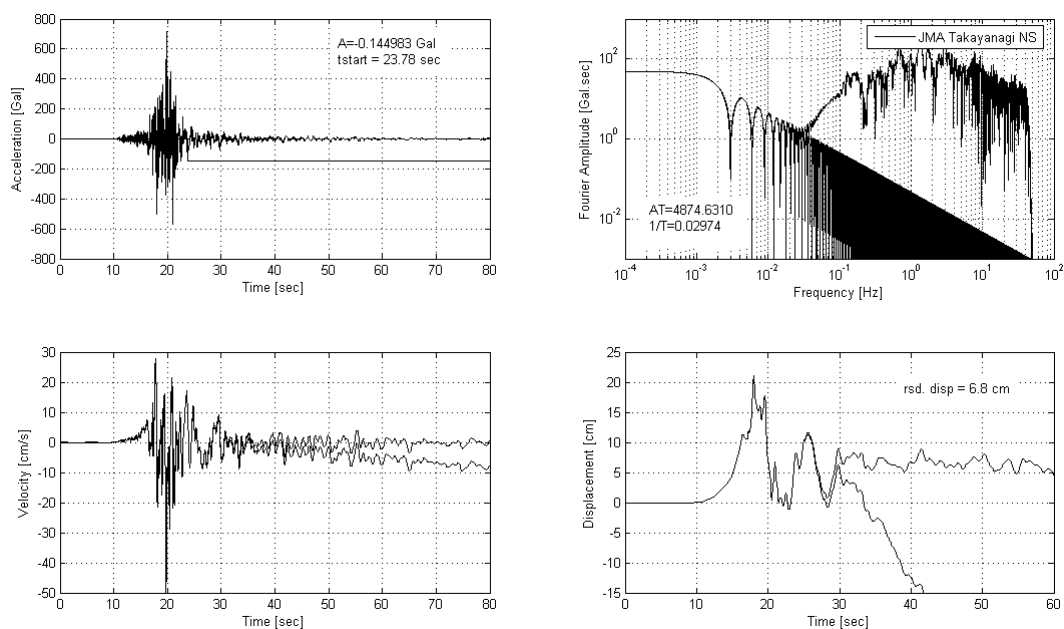 800
600
400
200
0
-200
-400
-600
-800
Acceleration [Gal]
A=-0.144983 Gal
tstart = 23.78 sec
0 10 20 30 40 50 60 70 80
Time [sec]
10^2
10^0
10^-2
Fourier Amplitude [Gal sec]
JMA Takayanagi NS
AT=4874.6310
1/T=0.02974
10^-4 10^-3 10^-2 10^-1 10^0 10^1 10^2
Frequency [Hz]
30
20
10
0
-10
-20
-30
-40
-50
Velocity [cm/s]
0 10 20 30 40 50 60 70 80
Time [sec]
25
20
15
10
5
0
-5
-10
-15
Displacement [cm]
rsd. disp = 6.8 cm
0 10 20 30 40 50 60
Time [sec]